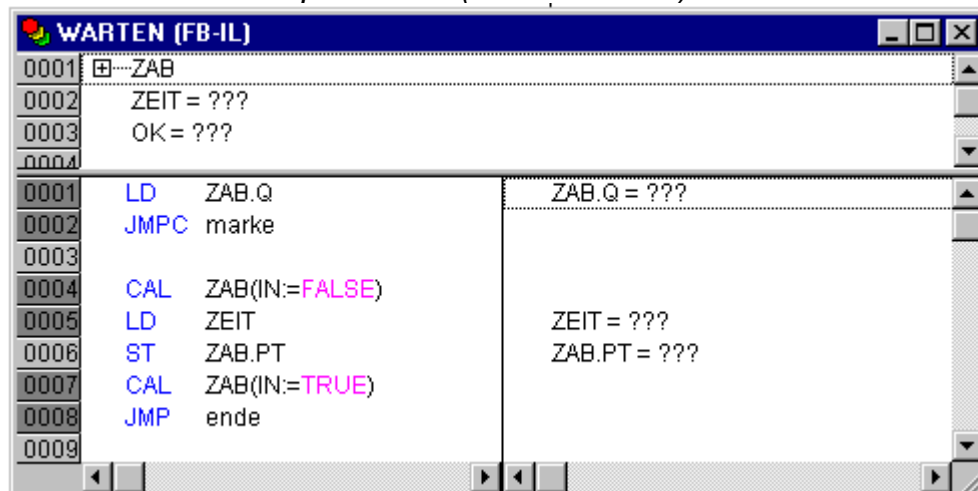 WARTEN (FB-IL)
0001 ZAB
0002 ZEIT = ???
0003 OK = ???
0004
0001 LD ZAB.Q ZAB.Q = ???
0002 JMPC marke
0003
0004 CAL ZAB(IN:=FALSE)
0005 LD ZEIT ZEIT = ???
0006 ST ZAB.PT ZAB.PT = ???
0007 CAL ZAB(IN:=TRUE)
0008 JMP ende
0009